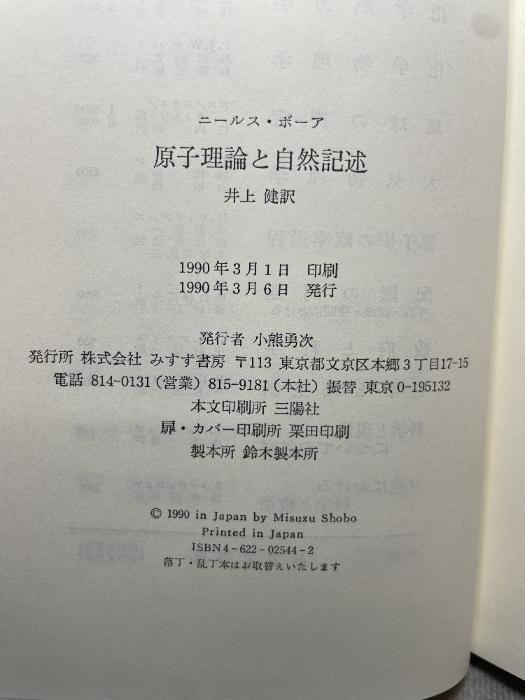 ニールス・ボーア
原子理論と自然記述
井上 健訳
1990年3月1日 印刷
1990年3月6日 発行
発行者 小熊勇次
発行所 株式会社 みすず書房 〒113 東京都文京区本郷3丁目17-15
電話 814-0131(営業) 815-9181(本社) 振替 東京0-195132
本文印刷所 三陽社
扉・カバー印刷所 栗田印刷
製本所 鈴木製本所
© 1990 in Japan by Misuzu Shobo
Printed in Japan
ISBN4-622-02544-2
落丁・乱丁本はお取替えいたします